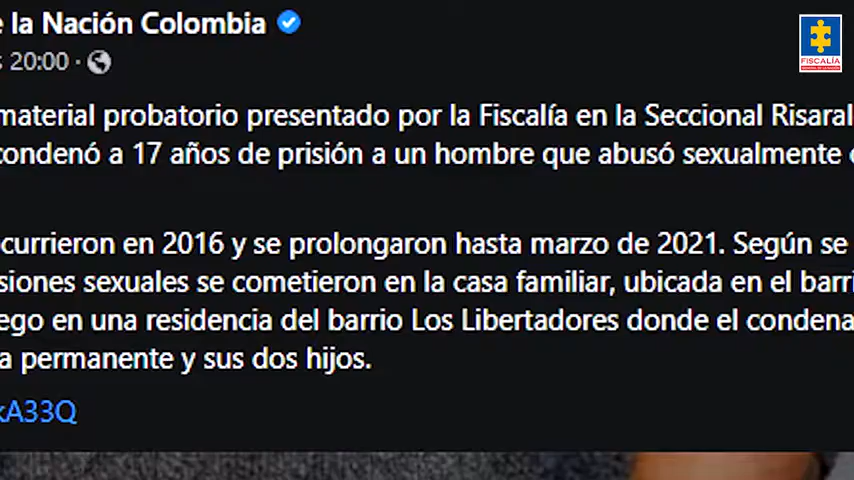 e la Nación Colombia
s 20:00 ·
FISCALÍA
material probatorio presentado por la Fiscalía en la Seccional Risaral
condenó a 17 años de prisión a un hombre que abusó sexualmente
currieron en 2016 y se prolongaron hasta marzo de 2021. Según se
siones sexuales se cometieron en la casa familiar, ubicada en el barri
ego en una residencia del barrio Los Libertadores donde el condena
a permanente y sus dos hijos.
kA33Q